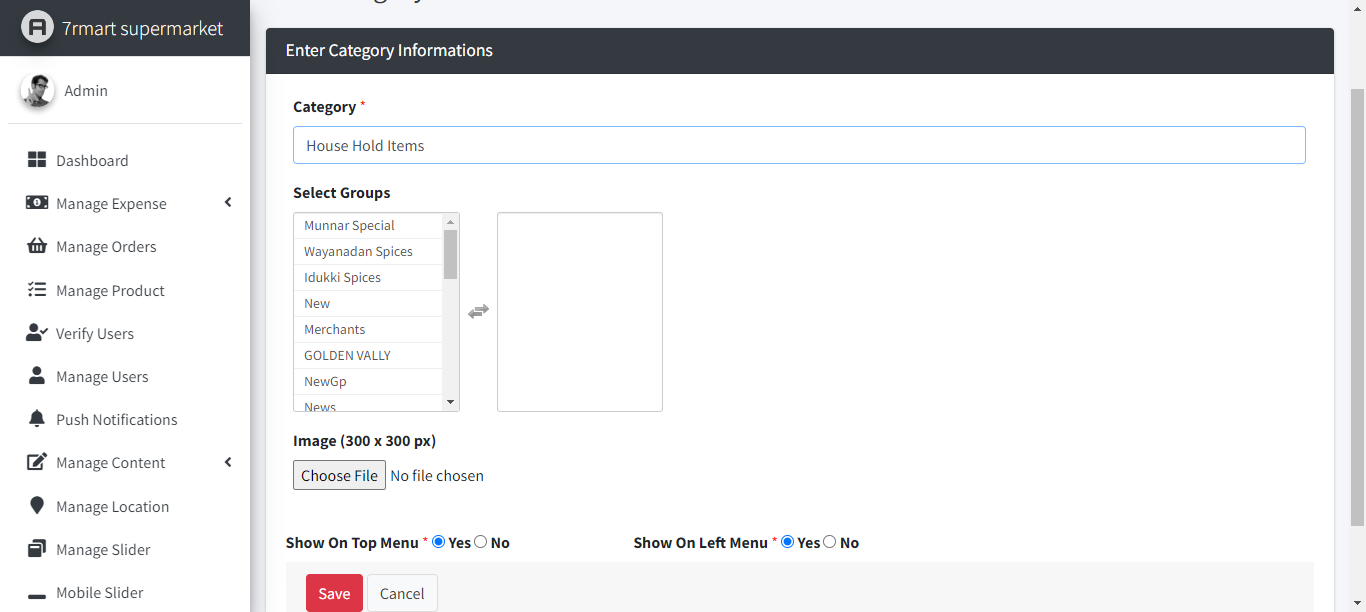 7rmart supermarket
Admin
Dashboard
Manage Expense
Manage Orders
Manage Product
Verify Users
Manage Users
Push Notifications
Manage Content
Manage Location
Manage Slider
Mobile Slider
Enter Category Informations
Category *
House Hold Items
Select Groups
Munnar Special
Wayanadan Spices
Idukki Spices
New
Merchants
GOLDEN VALLY
NewGp
News
Image (300 x 300 px)
Choose File No file chosen
Show On Top Menu * Yes No Show On Left Menu * Yes No
Save Cancel